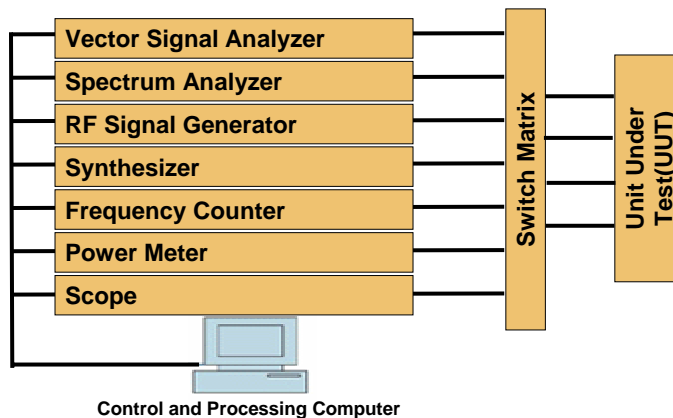 Vector Signal Analyzer
Spectrum Analyzer
RF Signal Generator
Synthesizer
Frequency Counter
Power Meter
Scope
Switch Matrix
Unit Under
Test(UUT)
Control and Processing Computer